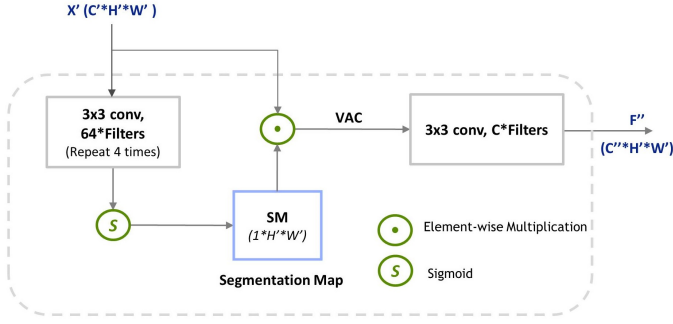 X' (C'*H'*W' )
3x3 conv,
64*Filters
(Repeat 4 times)
S
SM
(1*H'*W')
Segmentation Map
VAC
3x3 conv, C*Filters
F''
(C''*H'*W')
Element-wise Multiplication
S
Sigmoid